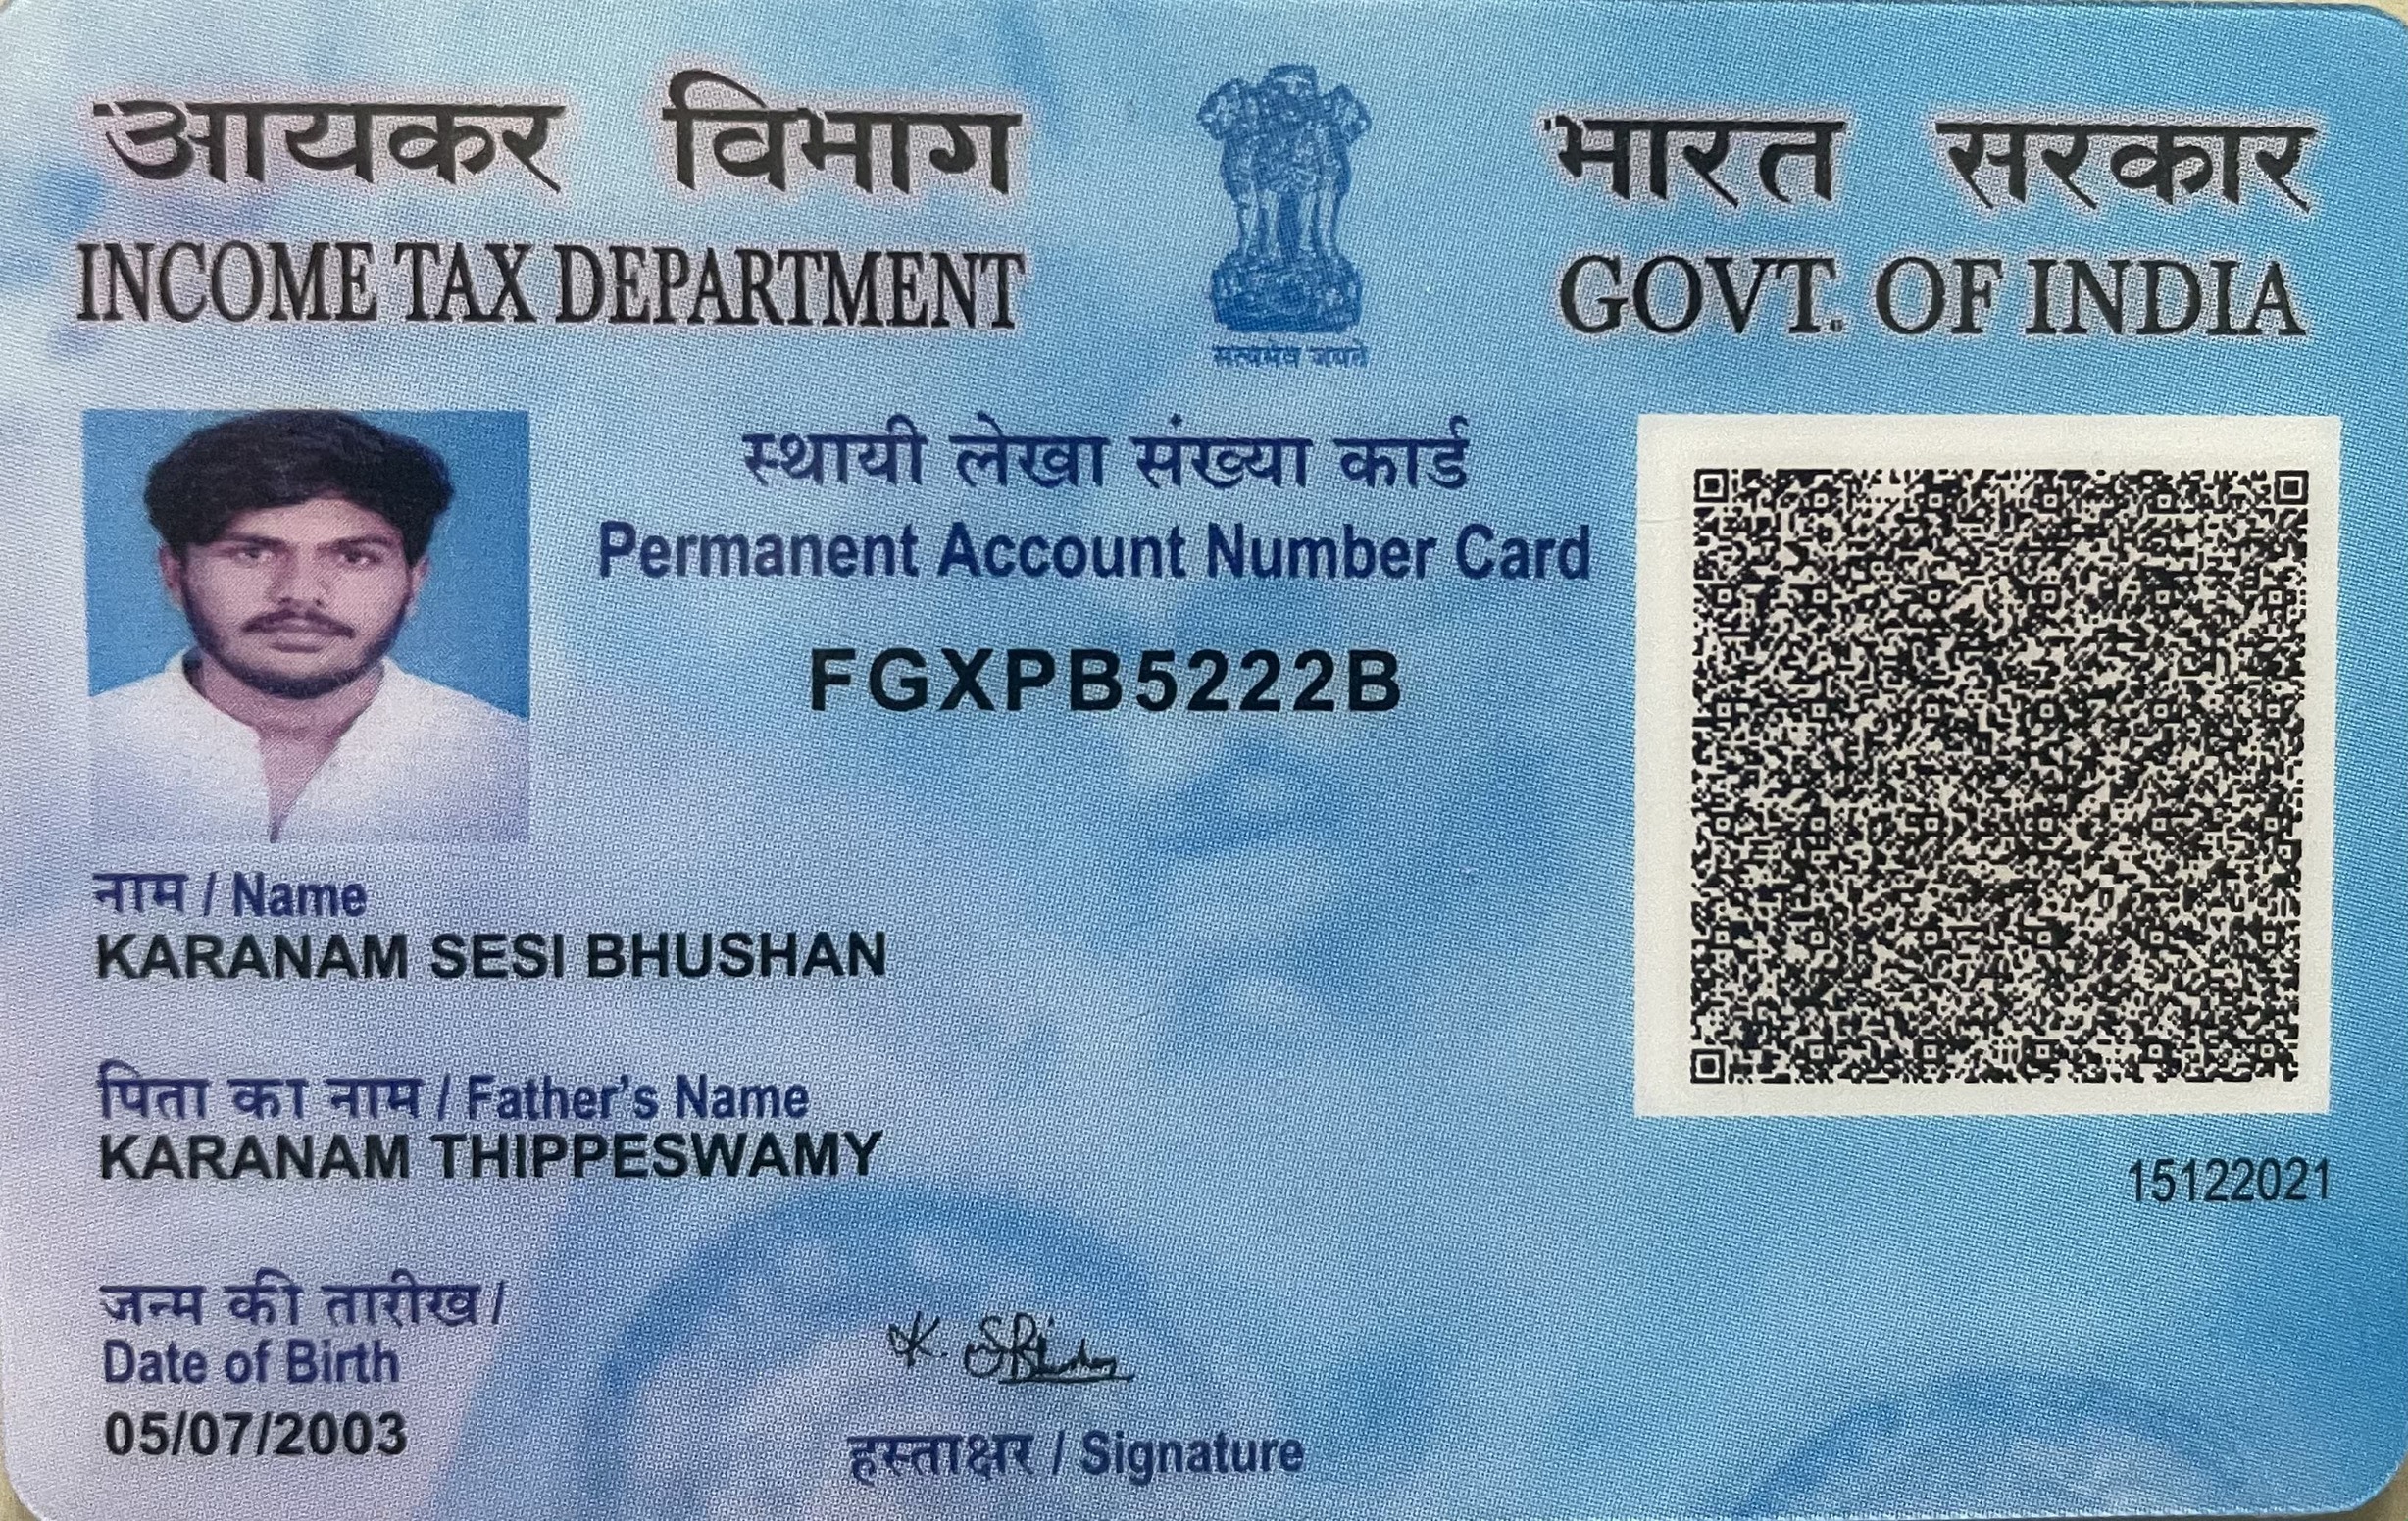 आयकर विभाग
INCOME TAX DEPARTMENT
सत्यमेव जयते
भारत सरकार
GOVT. OF INDIA
स्थायी लेखा संख्या कार्ड
Permanent Account Number Card
FGXPB5222B
नाम / Name
KARANAM SESI BHUSHAN
पिता का नाम / Father's Name
KARANAM THIPPESWAMY
15122021
जन्म की तारीख /
Date of Birth
05/07/2003
हस्ताक्षर / Signature